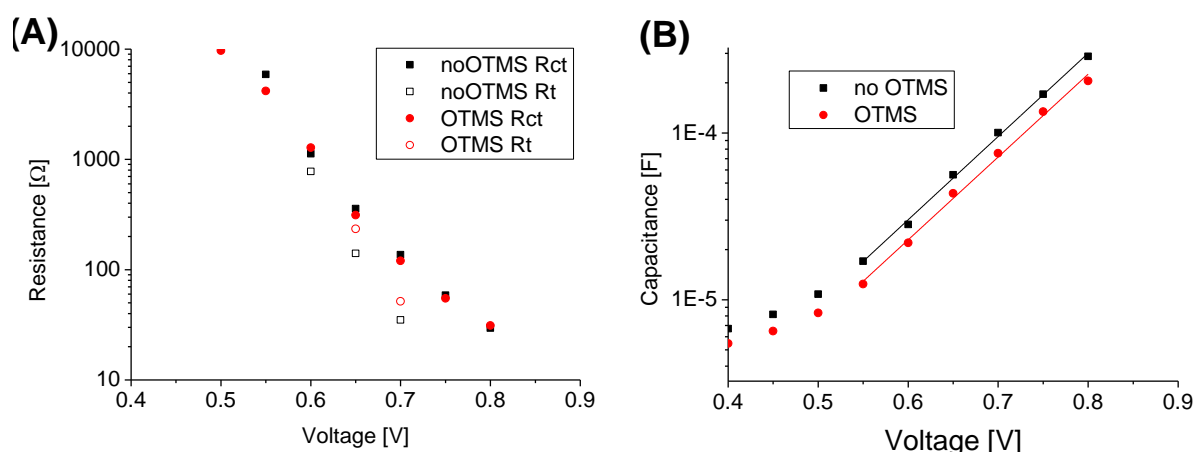 (A)
10000
1000
100
10
Resistance [Ω]
noOTMS Rct
noOTMS Rt
OTMS Rct
OTMS Rt
0.4 0.5 0.6 0.7 0.8 0.9
Voltage [V]
(B)
1E-4
1E-5
Capacitance [F]
no OTMS
OTMS
0.4 0.5 0.6 0.7 0.8 0.9
Voltage [V]